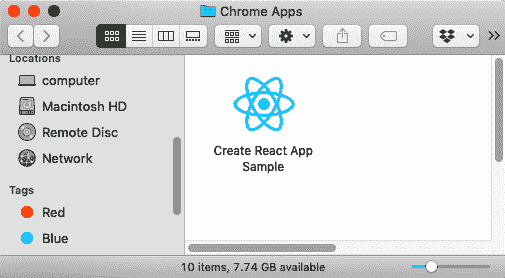 Chrome Apps
Locations
computer
Macintosh HD
Remote Disc
Network
Tags
Red
Blue
Create React App
Sample
10 items, 7.74 GB available